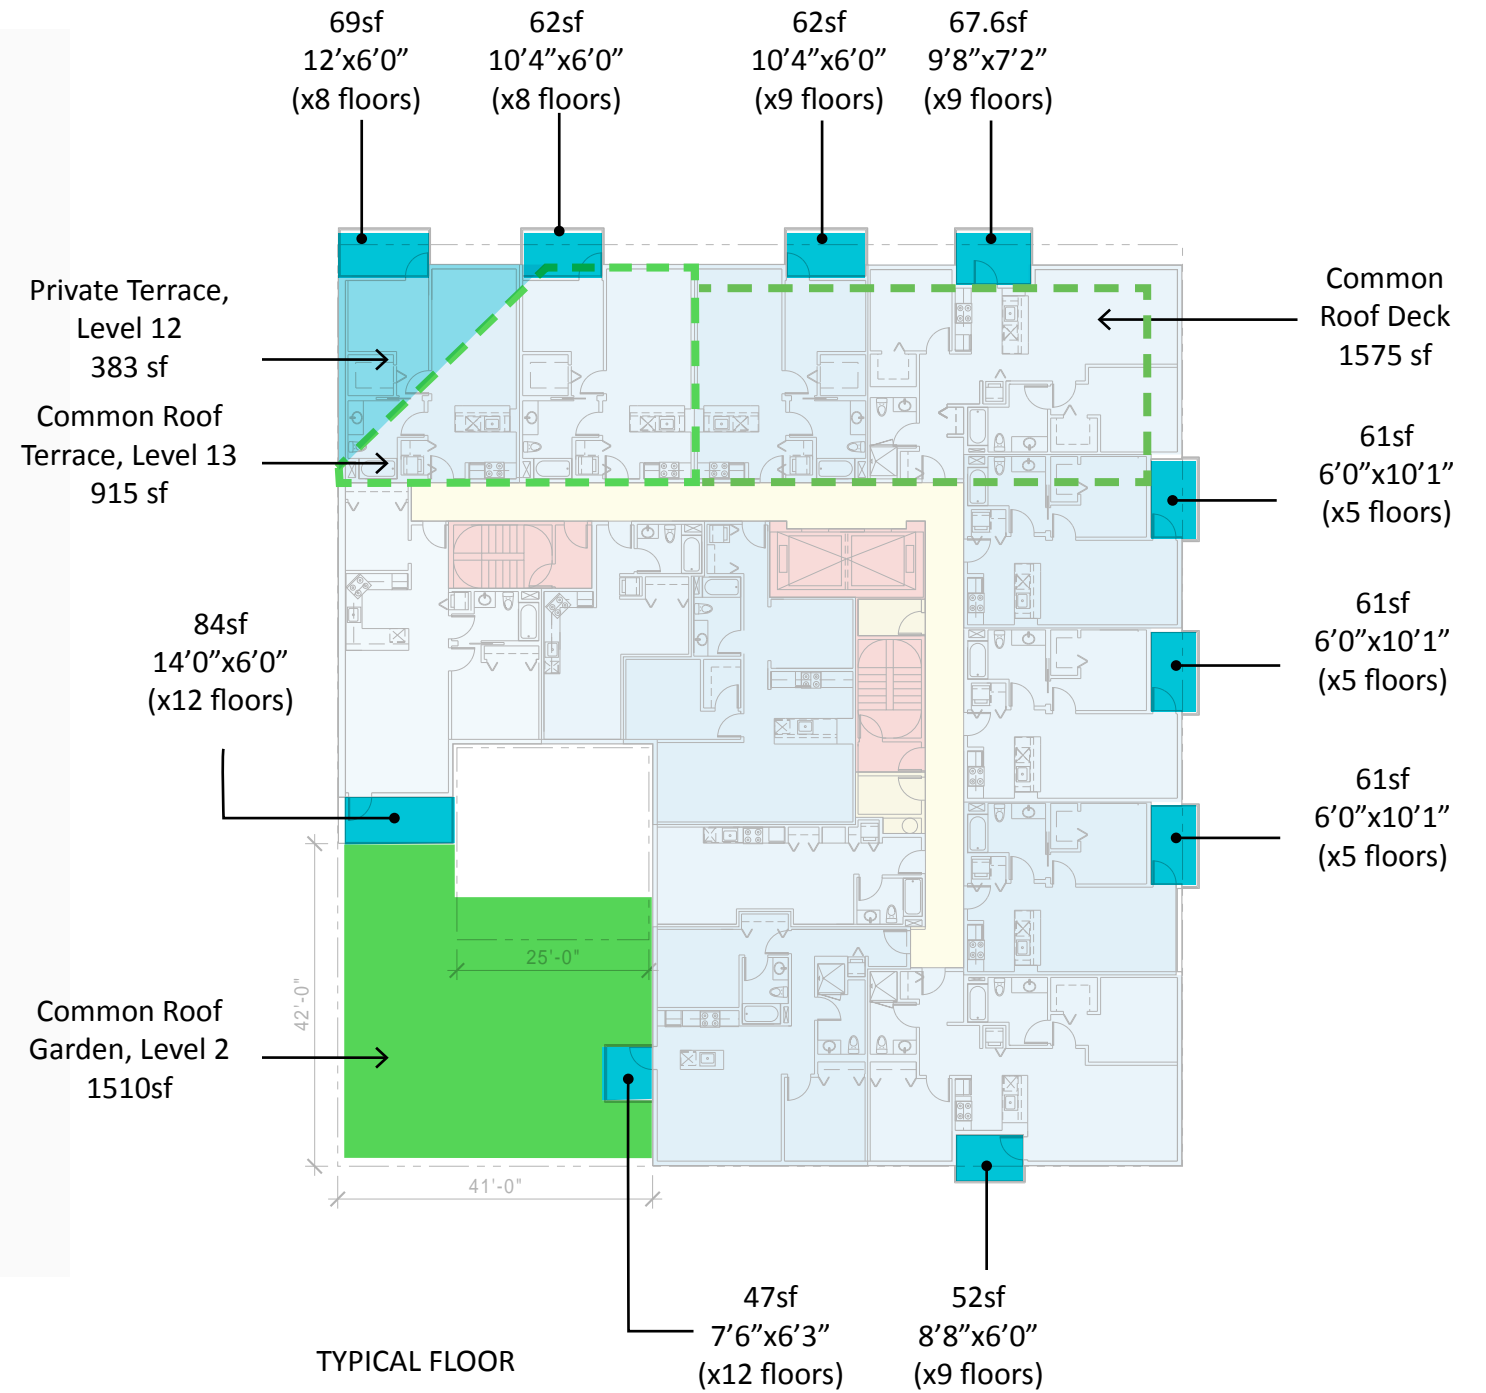 69sf
12’x6’0”
(x8 floors)
62sf
10’4”x6’0”
(x8 floors)
62sf
10’4”x6’0”
(x9 floors)
67.6sf
9’8”x7’2”
(x9 floors)
Private Terrace,
Level 12
383 sf
Common Roof
Terrace, Level 13
915 sf
Common
Roof Deck
1575 sf
61sf
6’0”x10’1”
(x5 floors)
61sf
6’0”x10’1”
(x5 floors)
61sf
6’0”x10’1”
(x5 floors)
84sf
14’0”x6’0”
(x12 floors)
25'-0"
42'-0"
Common Roof
Garden, Level 2
1510sf
41'-0"
47sf
7’6”x6’3”
(x12 floors)
52sf
8’8”x6’0”
(x9 floors)
TYPICAL FLOOR